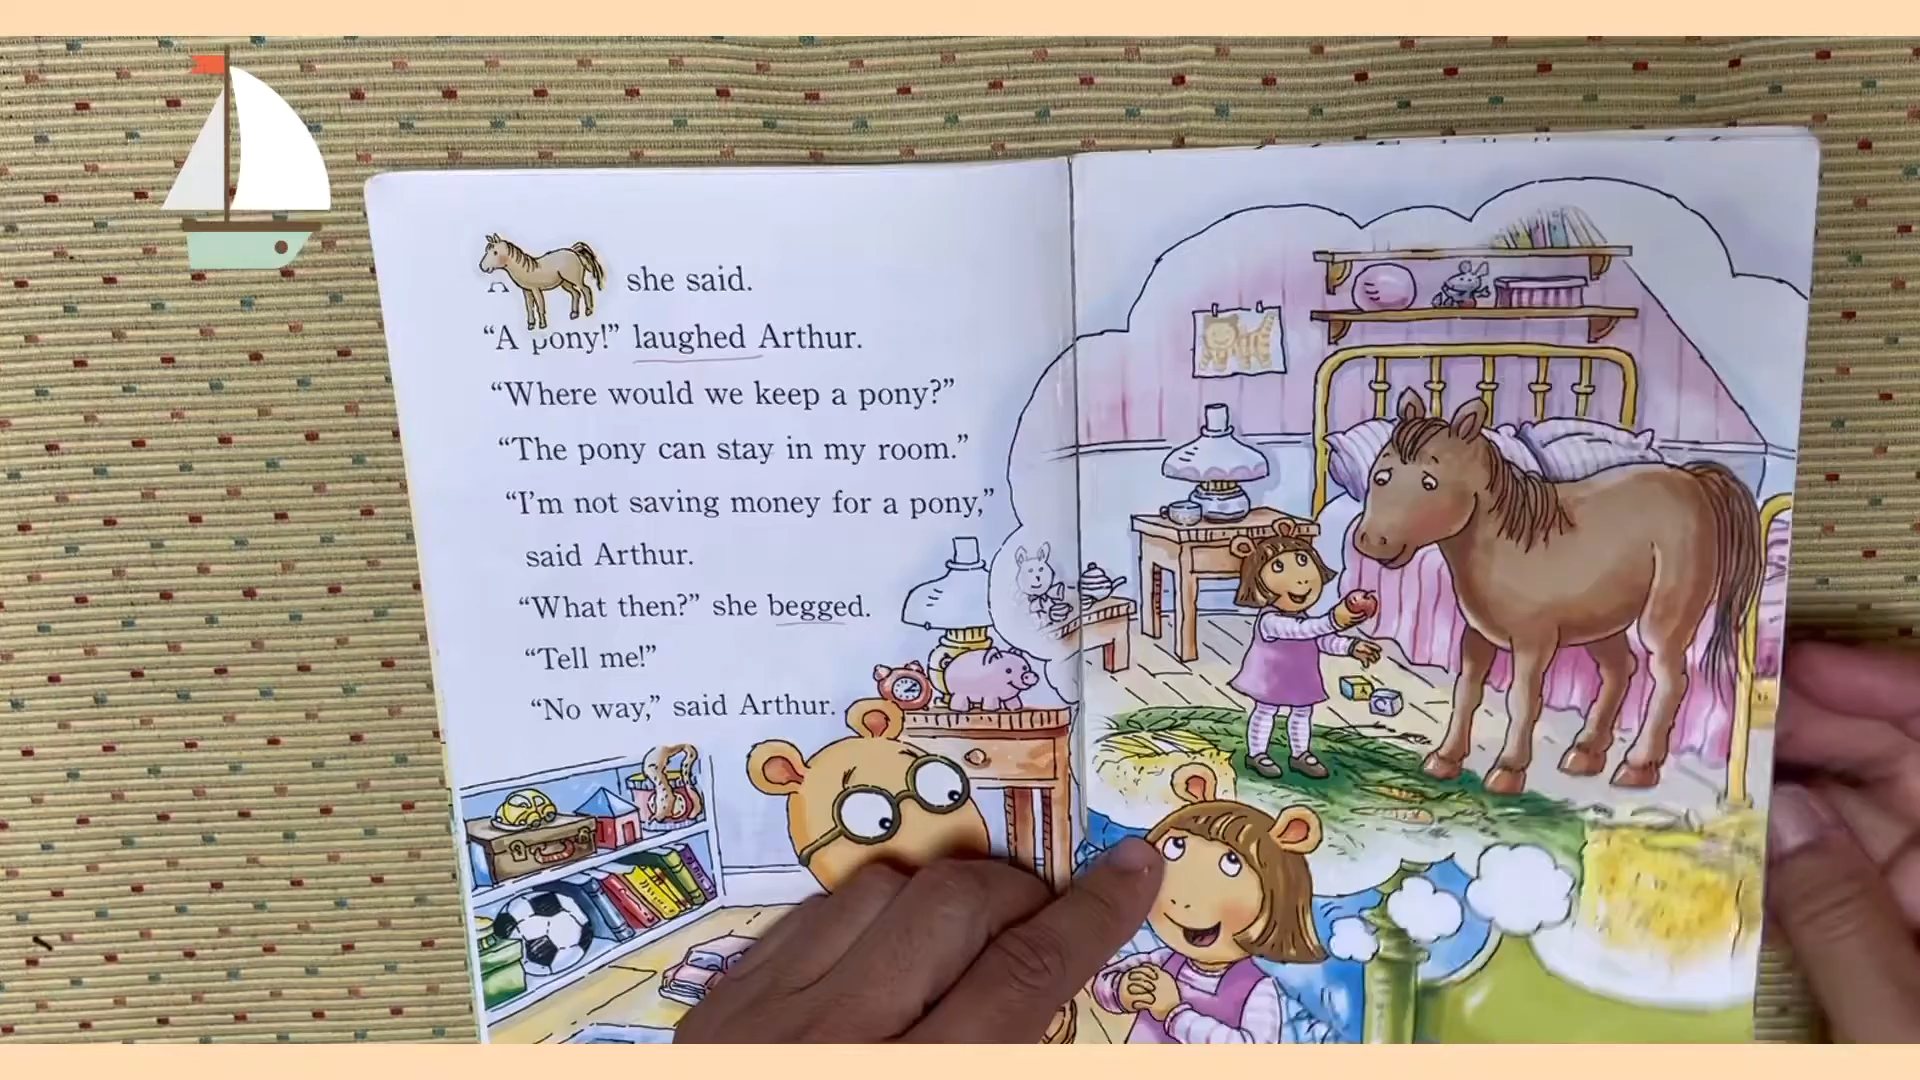 she said.
“A pony!” laughed Arthur.
“Where would we keep a pony?”
“The pony can stay in my room.”
“I’m not saving money for a pony,”
said Arthur.
“What then?” she begged.
“Tell me!”
“No way,” said Arthur.